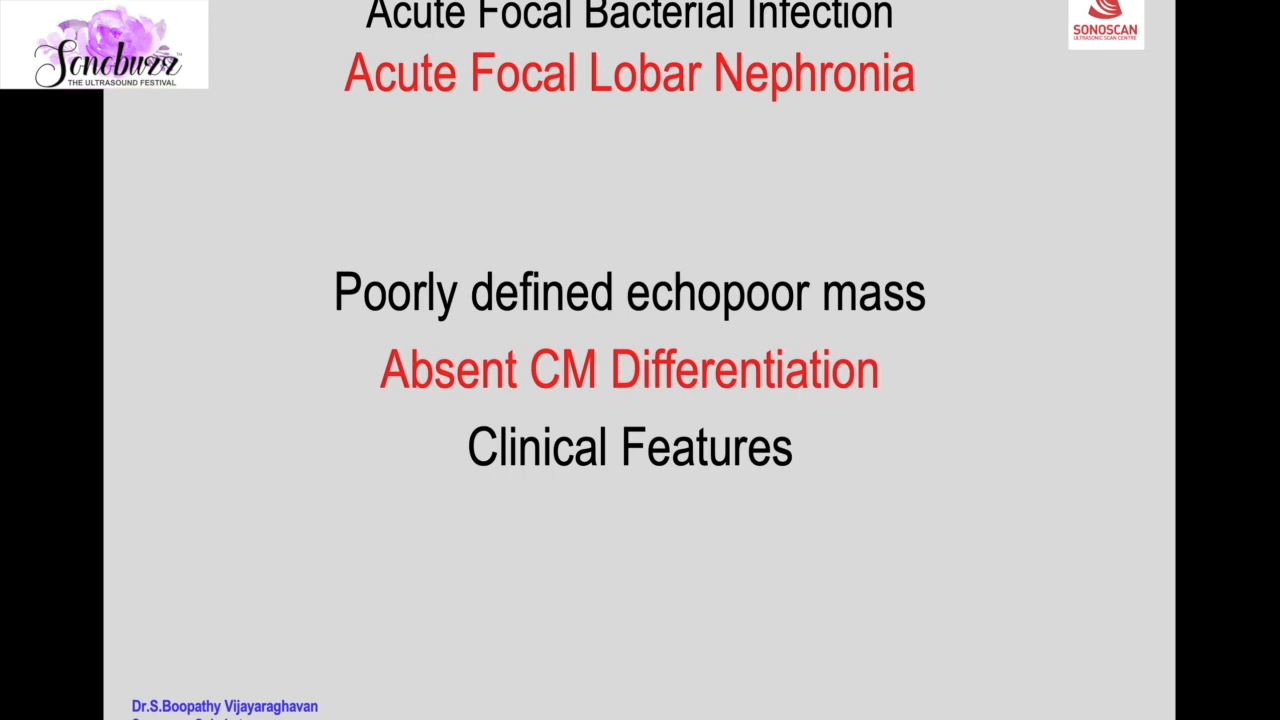 Acute Focal Bacterial Infection
Sonobuzz
THE ULTRASOUND FESTIVAL
SONOSCAN
ULTRASONIC SCAN CENTRE
Acute Focal Lobar Nephronia
Poorly defined echopoor mass
Absent CM Differentiation
Clinical Features
Dr.S.Boopathy Vijayaraghavan